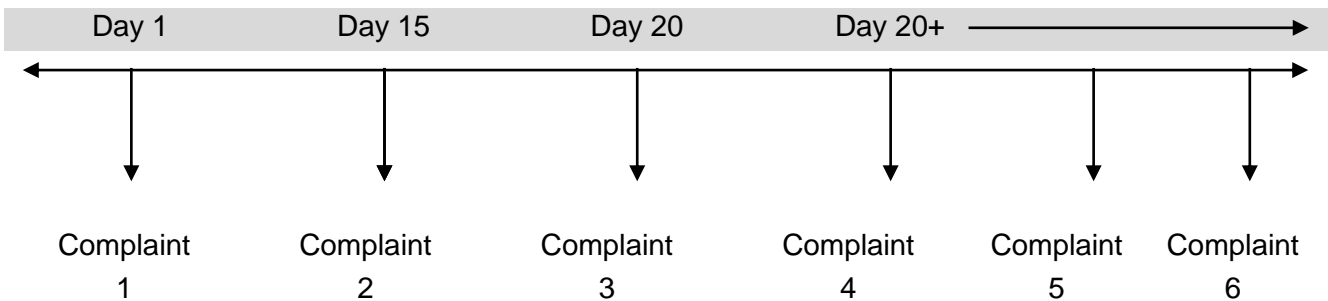 Day 1 Day 15 Day 20 Day 20+
Complaint Complaint Complaint Complaint Complaint Complaint
1 2 3 4 5 6